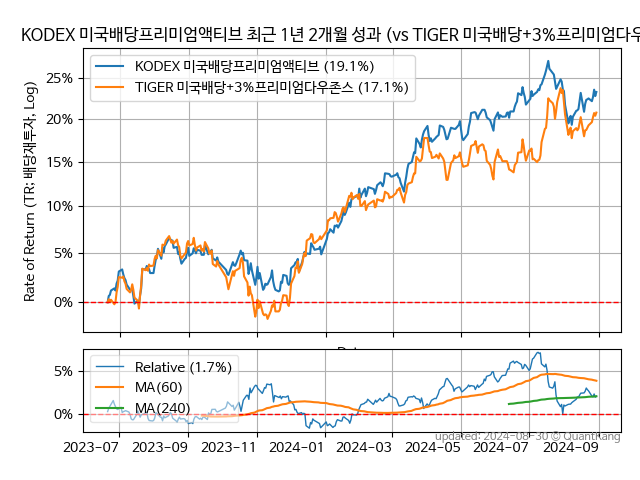 KODEX 미국배당프리미엄액티브 최근 1년 2개월 성과 (vs TIGER 미국배당+3%프리미엄다우
Rate of Return (TR: 배당재투자, Log)
KODEX 미국배당프리미엄액티브 (19.1%)
TIGER 미국배당+3%프리미엄다우존스 (17.1%)
25%
20%
15%
10%
5%
0%
Relative (1.7%)
MA(60)
MA(240)
5%
0%
updated: 2024-08-30 © QuantKang
2023-07 2023-09 2023-11 2024-01 2024-03 2024-05 2024-07 2024-09